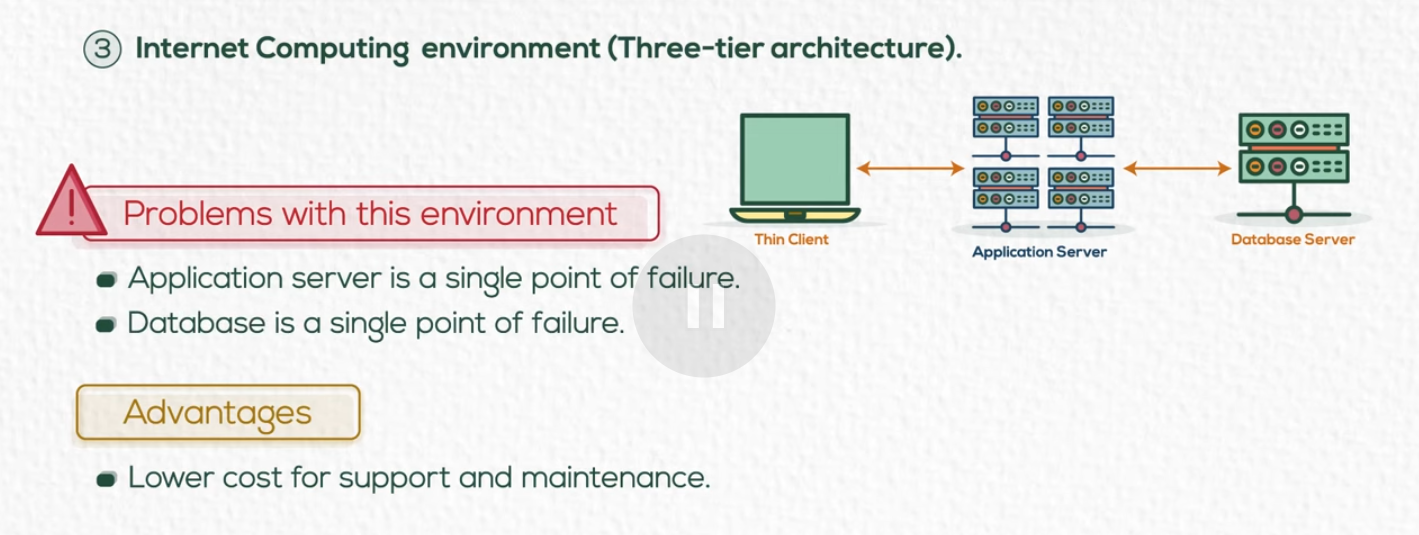 3 Internet Computing environment (Three-tier architecture).
Problems with this environment
Application server is a single point of failure.
Database is a single point of failure.
Thin Client
Application Server
Database Server
Advantages
Lower cost for support and maintenance.